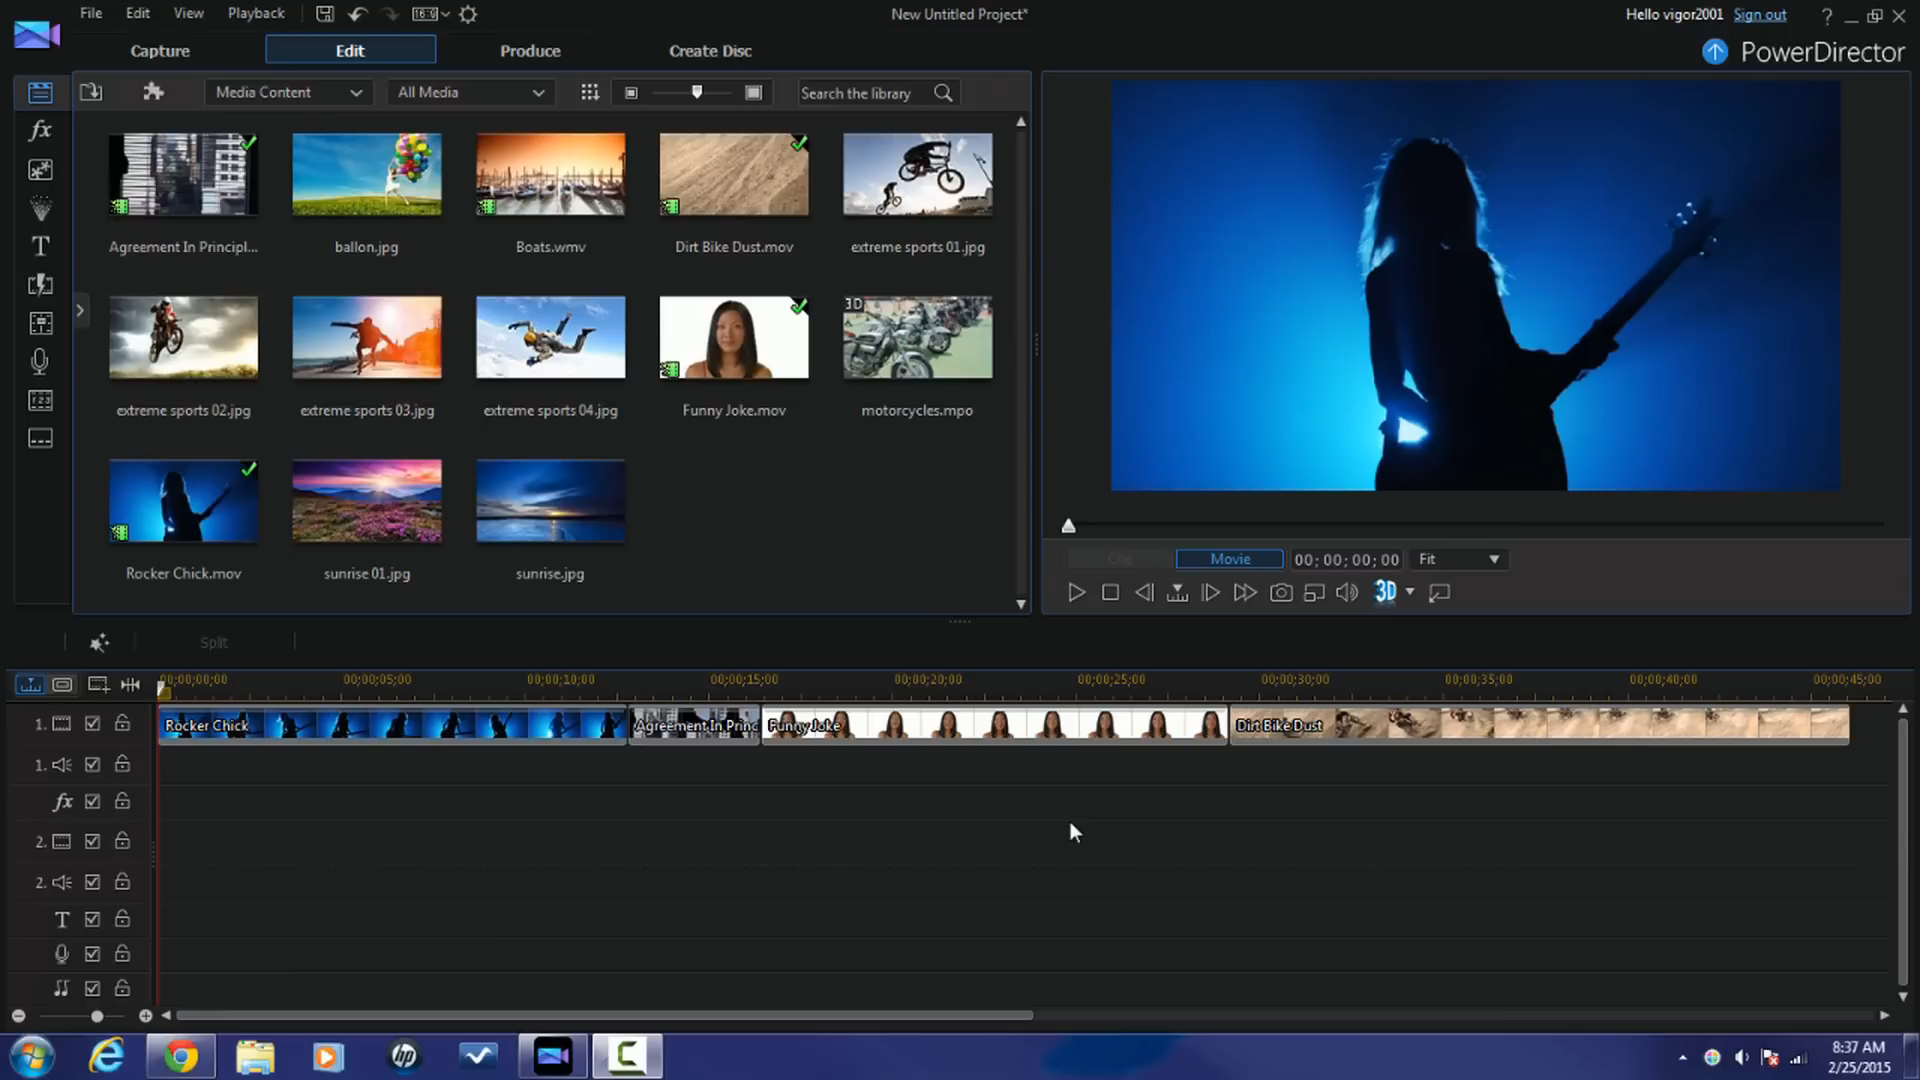 File Edit View Playback 16:9 New Untitled Project* Hello vigor2001 Sign out ?
Capture Edit Produce Create Disc PowerDirector
Media Content All Media Search the library
fx
T
Agreement In Principl... ballon.jpg Boats.wmv Dirt Bike Dust.mov extreme sports 01.jpg
3D
extreme sports 02.jpg extreme sports 03.jpg extreme sports 04.jpg Funny Joke.mov motorcycles.mpo
Rocker Chick.mov sunrise 01.jpg sunrise.jpg
Clip Movie 00;00;00;00 Fit
3D
Split
00;00;00;00 00;00;05;00 00;00;10;00 00;00;15;00 00;00;20;00 00;00;25;00 00;00;30;00 00;00;35;00 00;00;40;00 00;00;45;00
1. Rocker Chick Agreement In Princ Funny Joke Dirt Bike Dust
1.
fx
2.
2.
T
hp
8:37 AM
2/25/2015